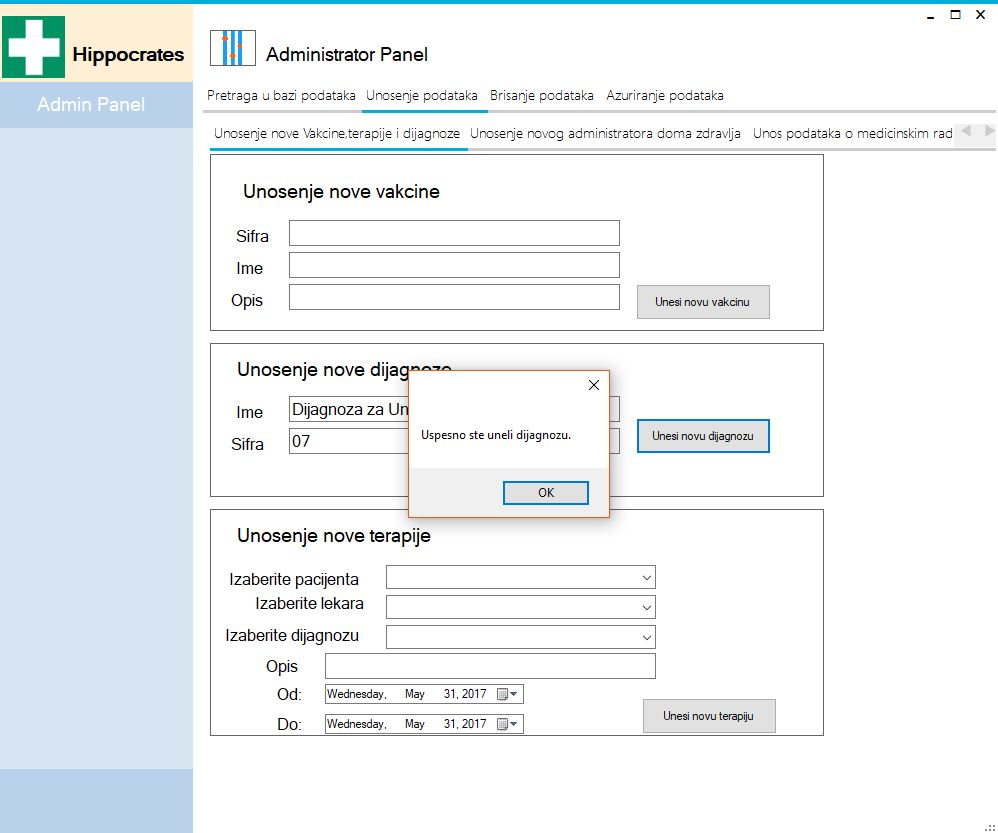 Hippocrates
Administrator Panel
Admin Panel
Pretraga u bazi podataka Unosenje podataka Brisanje podataka Azuriranje podataka
Unosenje nove Vakcine,terapije i dijagnoze Unosenje novog administratora doma zdravlja Unos podataka o medicinskim rad
Unosenje nove vakcine
Sifra
Ime
Opis
Unesi novu vakcinu
Unosenje nove dijagnoze
Ime Dijagnoza za Un
Sifra 07
Unesi novu dijagnozu
Uspesno ste uneli dijagnozu.
OK
Unosenje nove terapije
Izaberite pacijenta
Izaberite lekara
Izaberite dijagnozu
Opis
Od: Wednesday, May 31, 2017
Do: Wednesday, May 31, 2017
Unesi novu terapiju